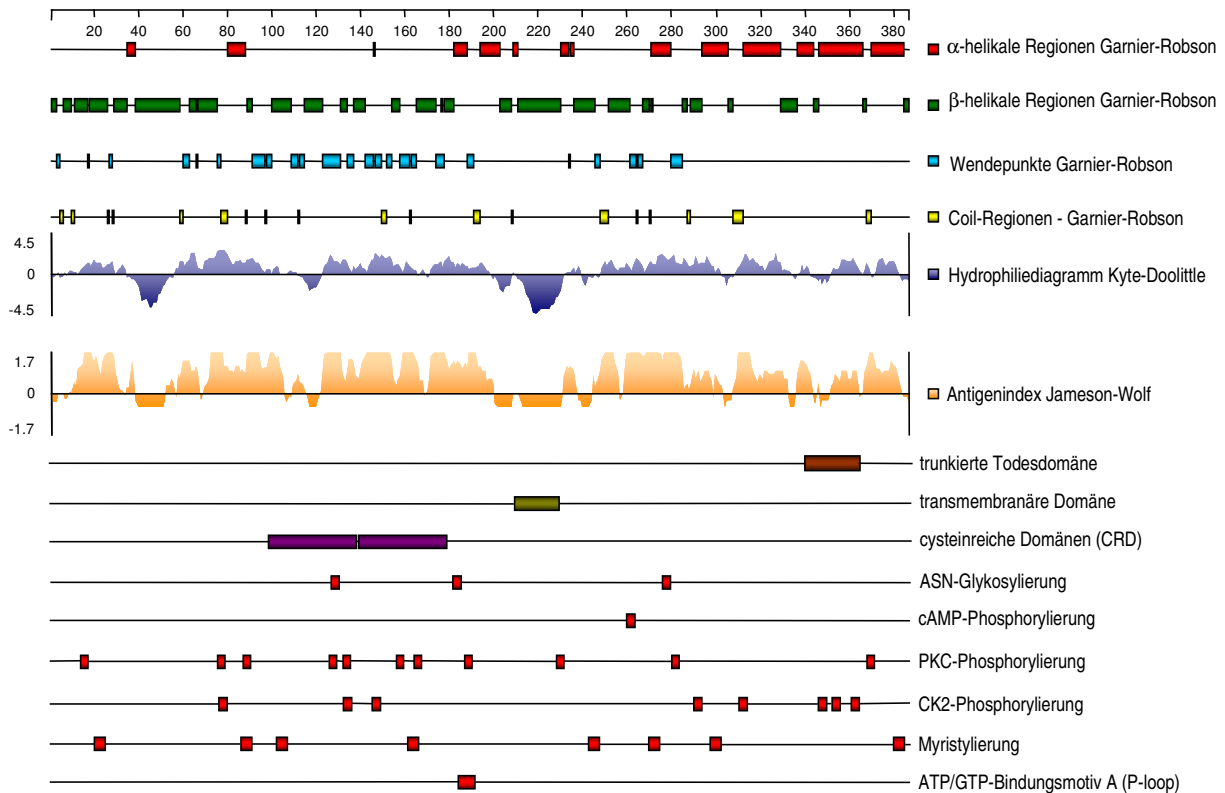 20 40 60 80 100 120 140 160 180 200 220 240 260 280 300 320 340 360 380
α-helikale Regionen Garnier-Robson
β-helikale Regionen Garnier-Robson
Wendepunkte Garnier-Robson
Coil-Regionen - Garnier-Robson
4.5
0
-4.5
Hydrophiliediagramm Kyte-Doolittle
1.7
0
-1.7
Antigenindex Jameson-Wolf
trunkierte Todesdomäne
transmembranäre Domäne
cysteinreiche Domänen (CRD)
ASN-Glykosylierung
cAMP-Phosphorylierung
PKC-Phosphorylierung
CK2-Phosphorylierung
Myristylierung
ATP/GTP-Bindungsmotiv A (P-loop)